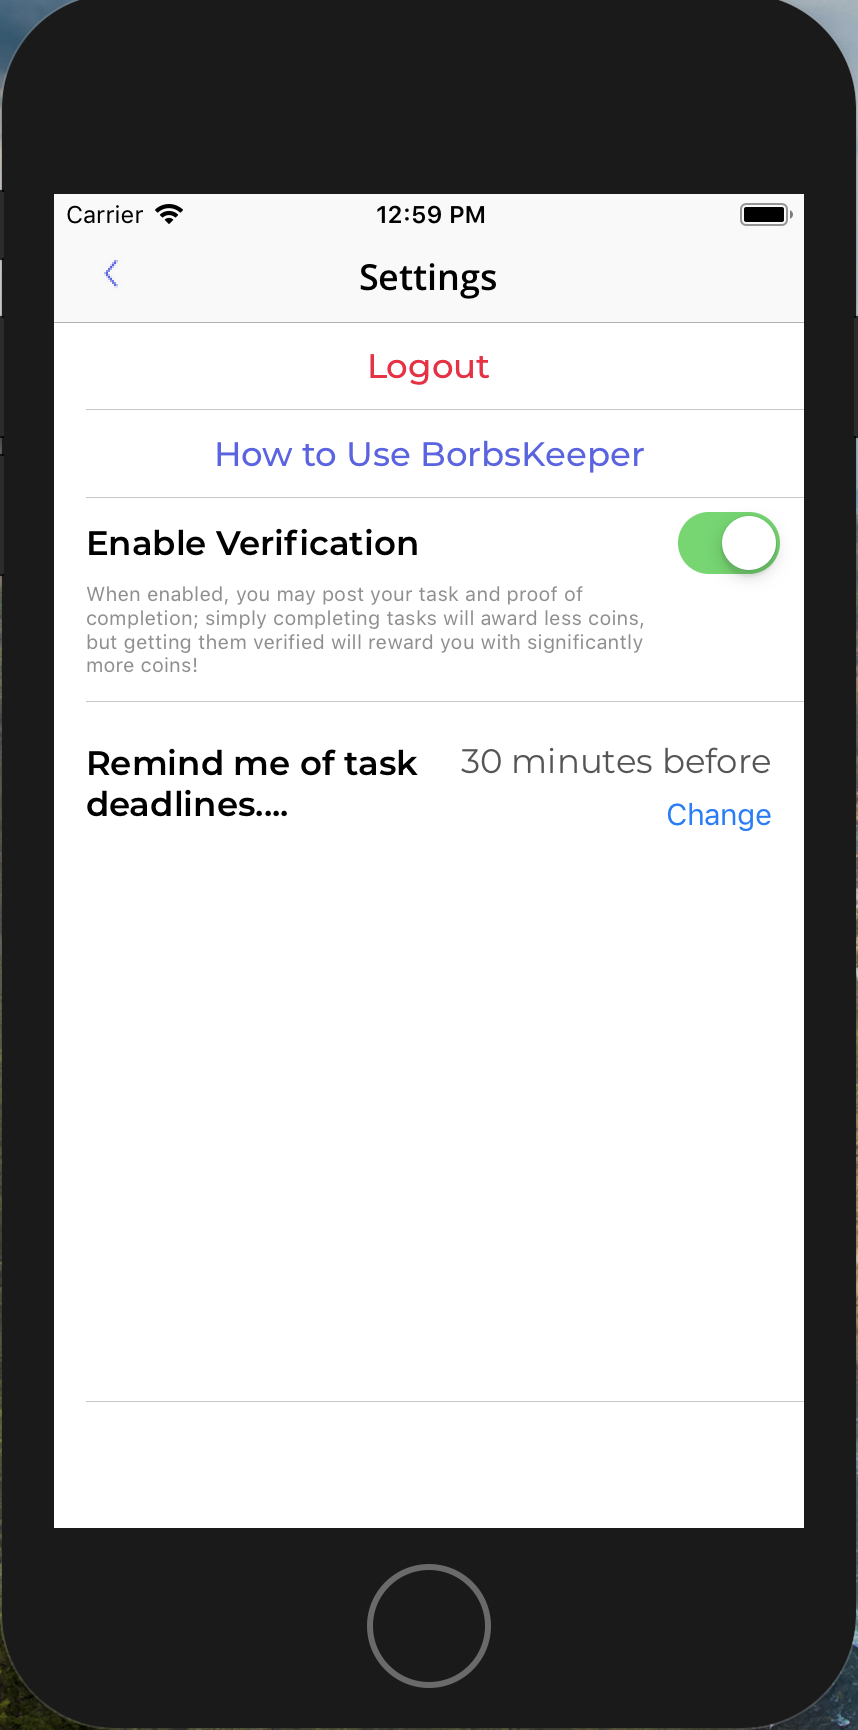 Carrier 12:59 PM
Settings
Logout
How to Use BorbsKeeper
Enable Verification
When enabled, you may post your task and proof of
completion; simply completing tasks will award less coins,
but getting them verified will reward you with significantly
more coins!
Remind me of task
deadlines....
30 minutes before
Change